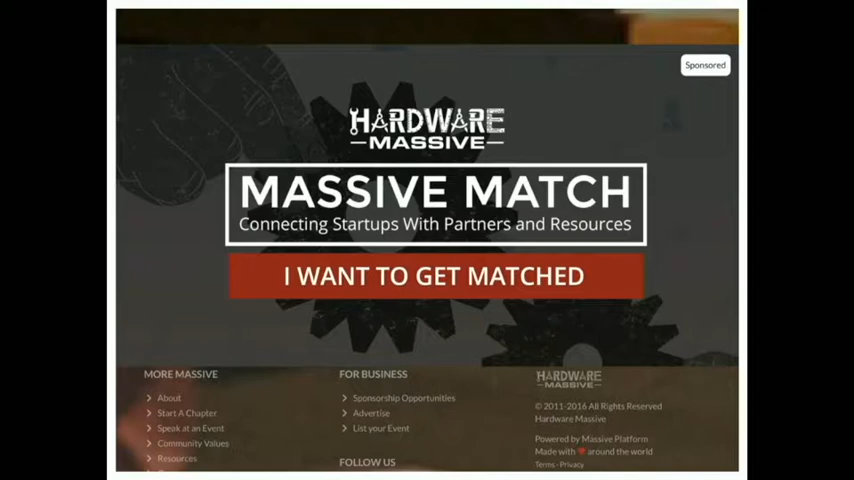 Sponsored
HARDWARE
MASSIVE
MASSIVE MATCH
Connecting Startups With Partners and Resources
I WANT TO GET MATCHED
MORE MASSIVE
About
Start A Chapter
Speak at an Event
Community Values
Resources
FOR BUSINESS
Sponsorship Opportunities
Advertise
List your Event
FOLLOW US
HARDWARE
MASSIVE
© 2011-2016 All Rights Reserved
Hardware Massive
Powered by Massive Platform
Made with ❤ around the world
Terms - Privacy